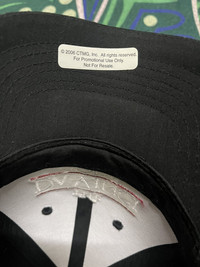 © 2006 CTMG, Inc. All rights reserved.
For Promotional Use Only.
Not For Resale.